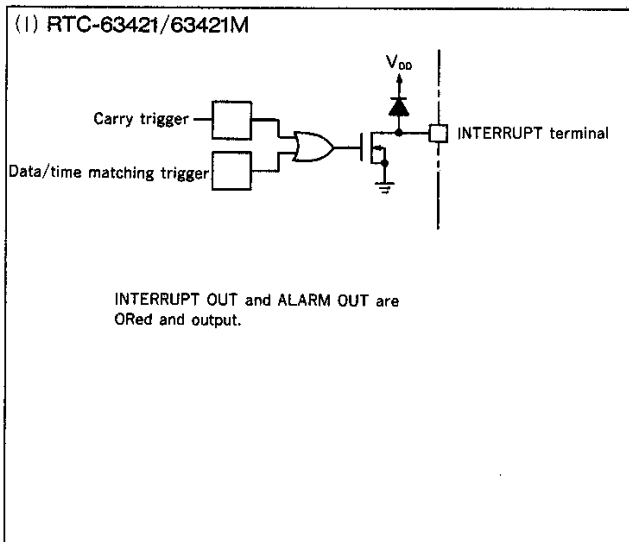 (I) RTC-63421/63421M
VDD
Carry trigger
INTERRUPT terminal
Data/time matching trigger
INTERRUPT OUT and ALARM OUT are
ORed and output.